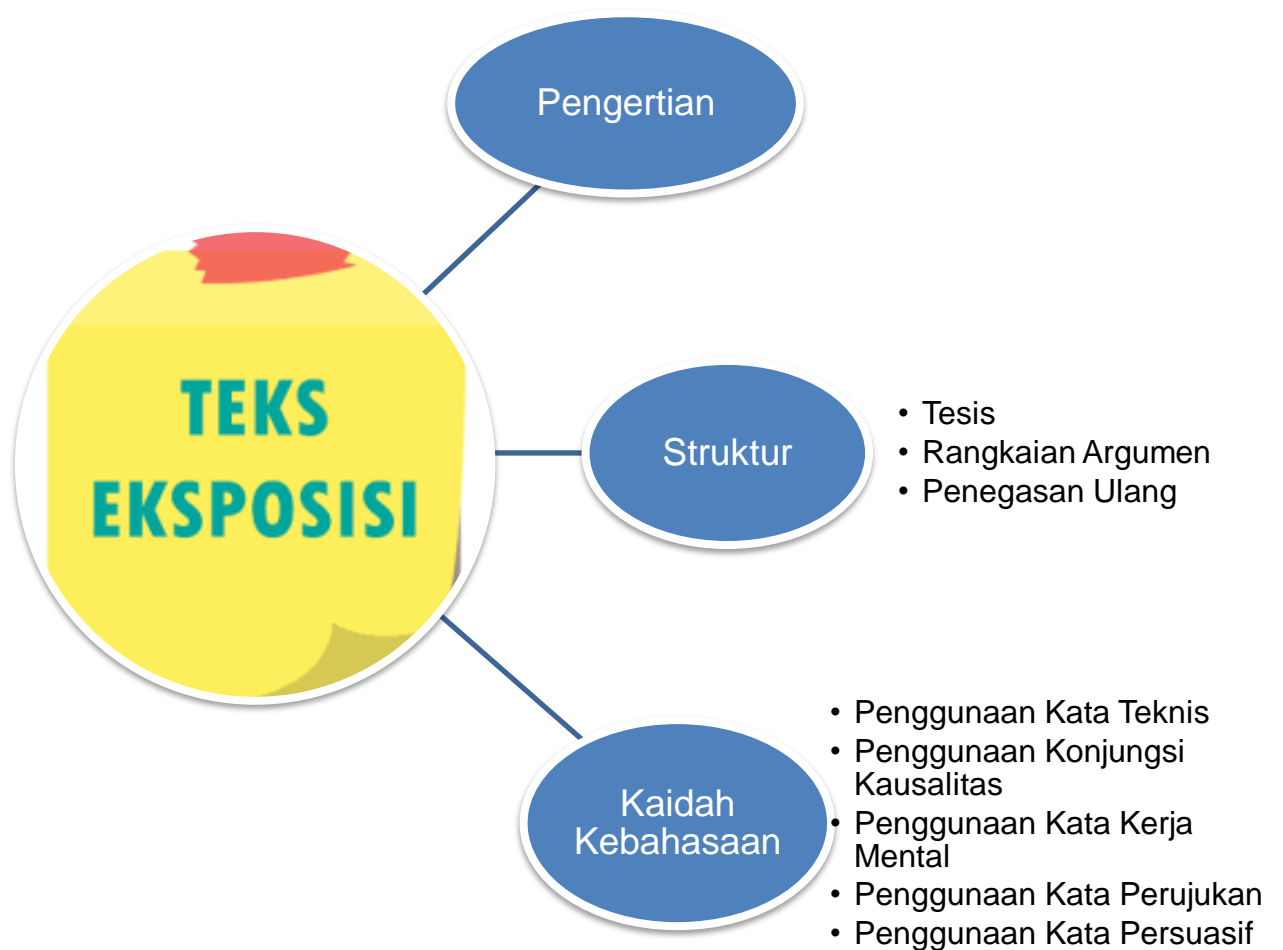 Pengertian
TEKS
EKSPOSISI
Struktur
• Tesis
• Rangkaian Argumen
• Penegasan Ulang
Kaidah
Kebahasaan
• Penggunaan Kata Teknis
• Penggunaan Konjungsi
Kausalitas
• Penggunaan Kata Kerja
Mental
• Penggunaan Kata Perujukan
• Penggunaan Kata Persuasif